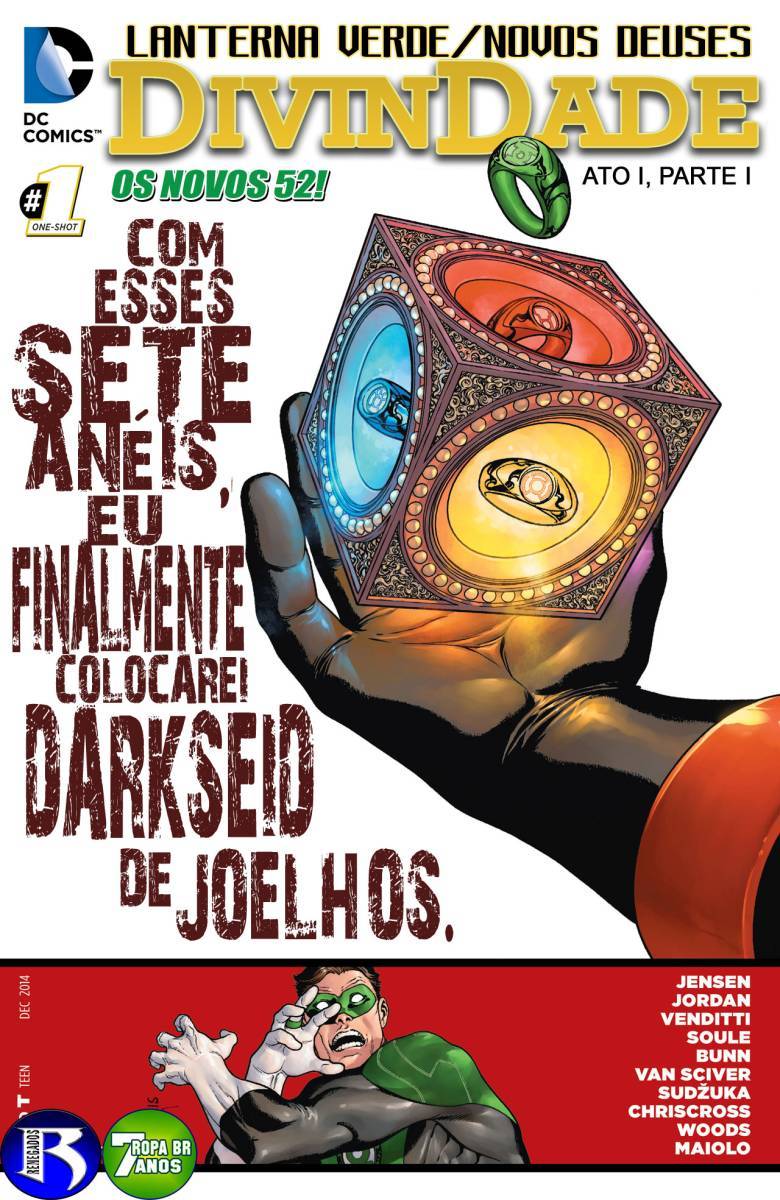 DC COMICS™
LANTERNA VERDE/NOVOS DEUSES
DIVINDADE
ATO I, PARTE I
OS NOVOS 52!
#1
ONE-SHOT
COM
ESSES
SETE
ANÉIS,
EU
FINALMENTE
COLOCAREI
DARKSEID
DE JOELHOS.
TEEN
DEC 2014
JENSEN
JORDAN
VENDITTI
SOULE
BUNN
VAN SCIVER
SUDŽUKA
CHRISCROSS
WOODS
MAIOLO
R
RENEGADOS
7ROPA BR
7 ANOS